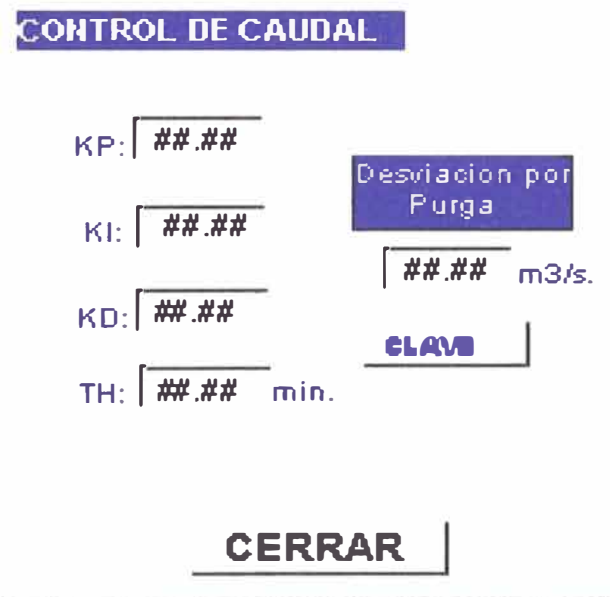 CONTROL DE CAUDAL
KP: ##.##
KI: ##.##
KD: ##.##
TH: ##.## min.
Desviacion por
Purga
##.## m3/s.
CLAVE
CERRAR